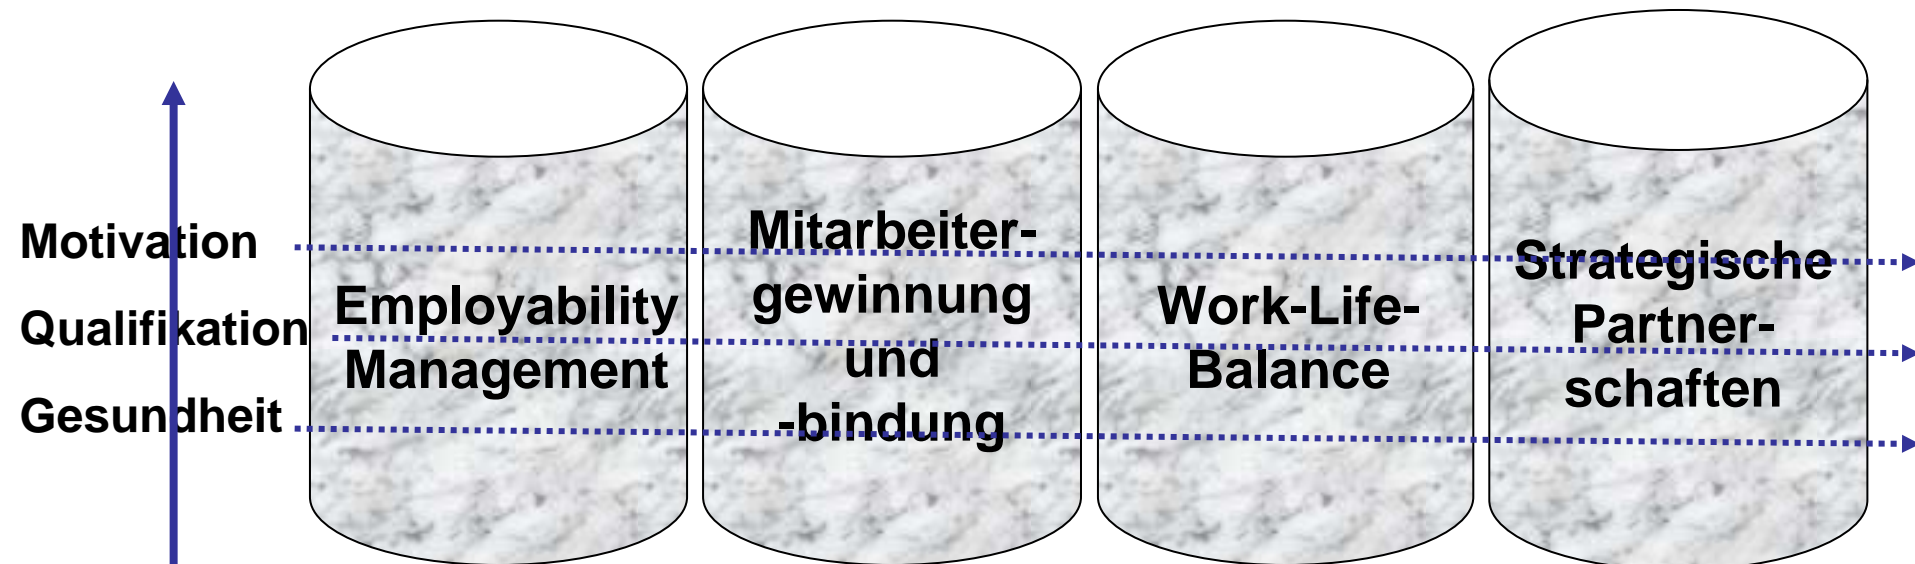 Motivation
Qualifikation
Gesundheit
Employability
Management
Mitarbeiter-
gewinnung
und
-bindung
Work-Life-
Balance
Strategische
Partner-
schaften